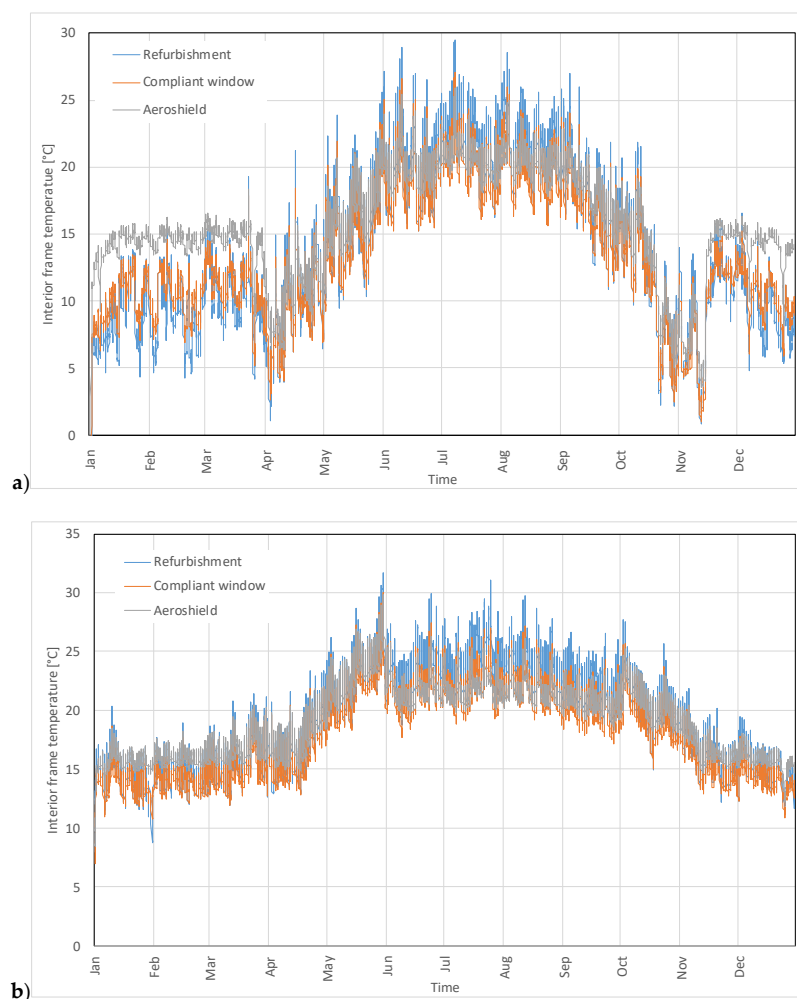 30
25
20
15
10
5
0
Interior frame temperatue [°C]
Refurbishment
Compliant window
Aeroshield
Jan
Feb
Mar
Apr
May
Jun
Jul
Aug
Sep
Oct
Nov
Dec
Time
a)
35
30
25
20
15
10
5
0
Interior frame temperature [°C]
Refurbishment
Compliant window
Aeroshield
Jan
Feb
Mar
Apr
May
Jun
Jul
Aug
Sep
Oct
Nov
Dec
Time
b)